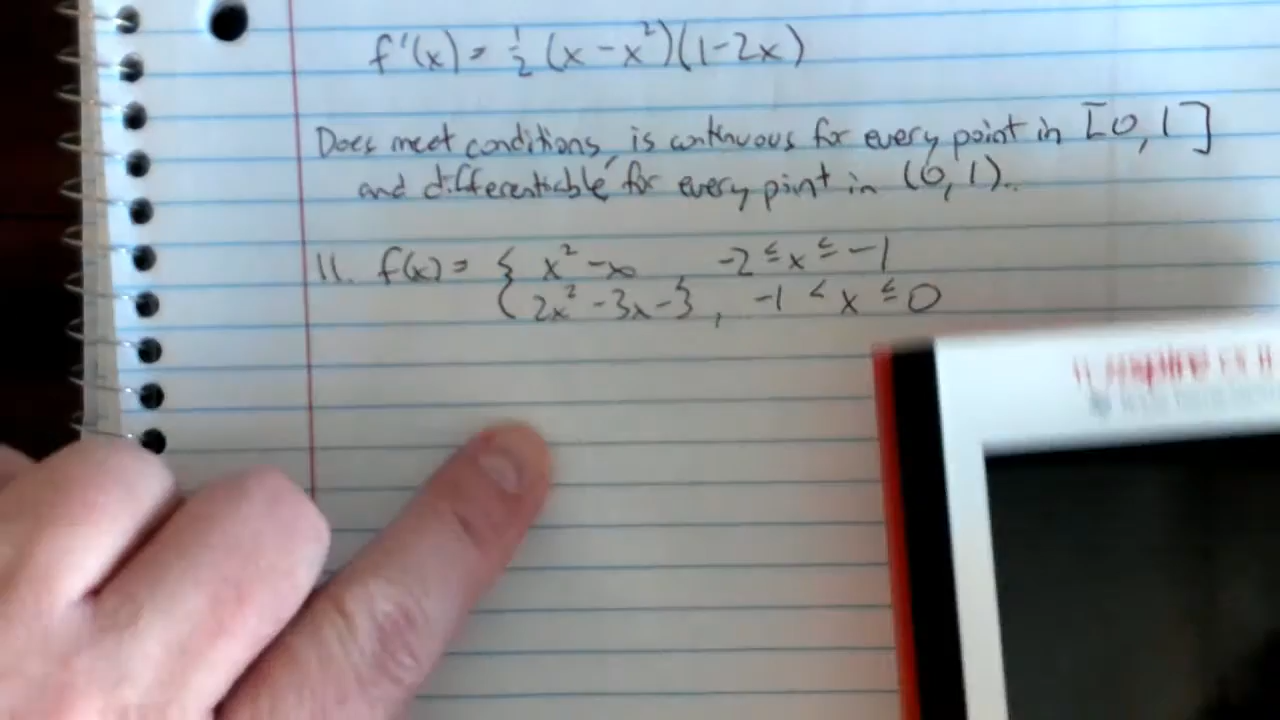 f'(x) = ½ (x - x²)(1-2x)
Does meet conditions, is continuous for every point in [0, 1]
and differentiable for every point in (0, 1).
11. f(x) = { x² - x , -2 ≤ x ≤ -1
{ 2x² - 3x - 3 , -1 < x ≤ 0